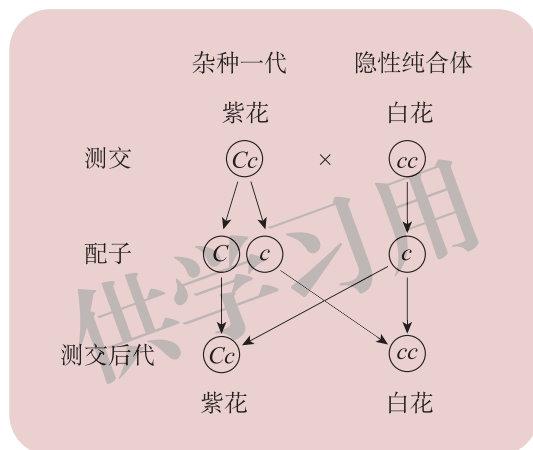 杂种一代 隐性纯合体
紫花 白花
测交 Cc × cc
配子 C c c
测交后代 Cc cc
紫花 白花
供学习用